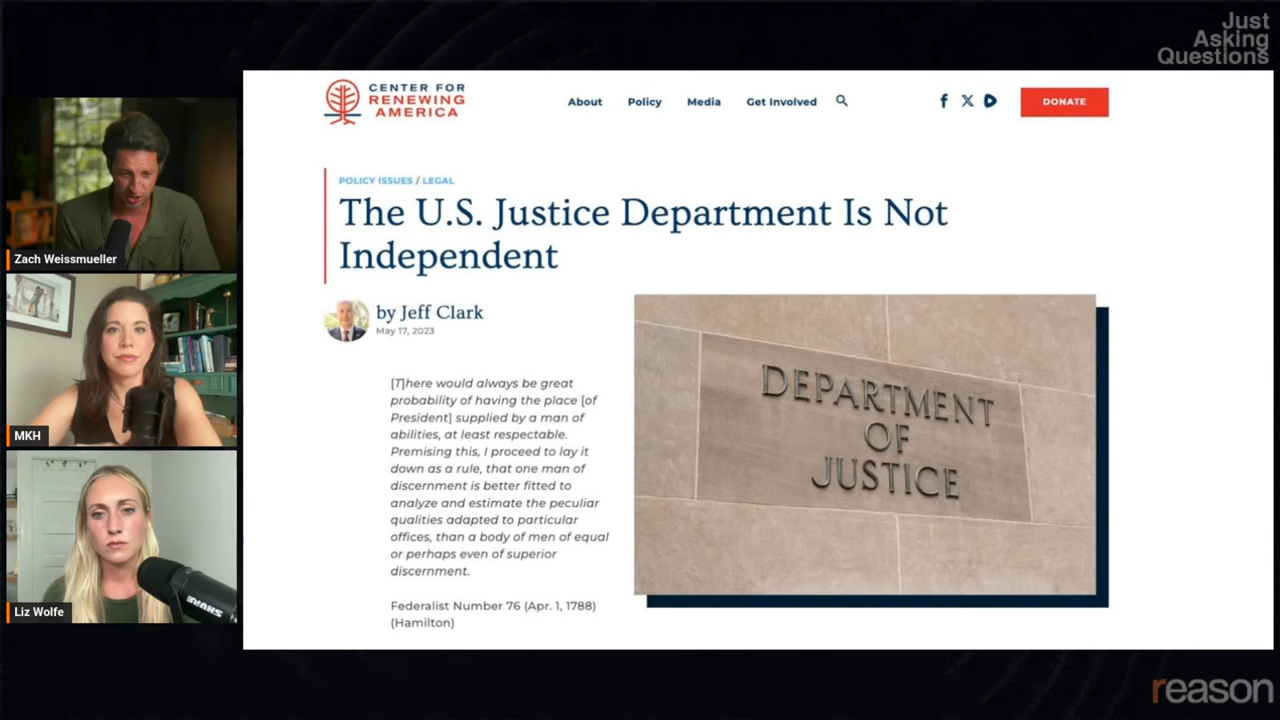 Just
Asking
Questions
CENTER FOR
RENEWING
AMERICA
About Policy Media Get Involved
DONATE
POLICY ISSUES / LEGAL
The U.S. Justice Department Is Not
Independent
by Jeff Clark
May 17, 2023
[T]here would always be great
probability of having the place [of
President] supplied by a man of
abilities, at least respectable.
Premising this, I proceed to lay it
down as a rule, that one man of
discernment is better fitted to
analyze and estimate the peculiar
qualities adapted to particular
offices, than a body of men of equal
or perhaps even of superior
discernment.
Federalist Number 76 (Apr. 1, 1788)
(Hamilton)
DEPARTMENT
OF
JUSTICE
Zach Weissmueller
MKH
Liz Wolfe
SHURE
reason